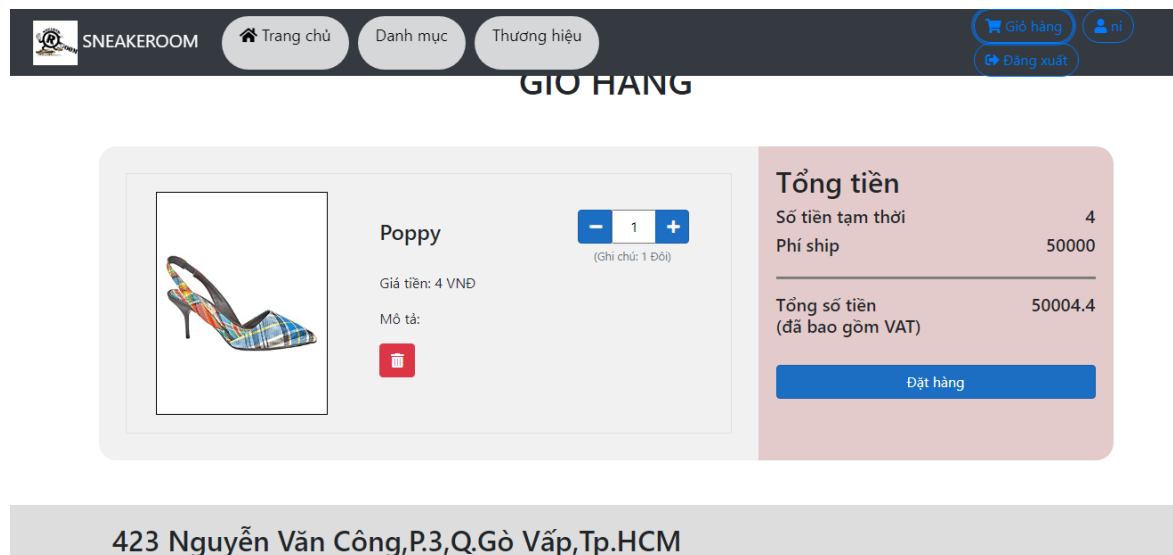 SNEAKEROOM
Trang chủ
Danh mục
Thương hiệu
Giỏ hàng
ni
Đăng xuất
GIỎ HÀNG
Poppy
1
(Ghi chú: 1 Đôi)
Giá tiền: 4 VNĐ
Mô tả:
Tổng tiền
Số tiền tạm thời 4
Phí ship 50000
Tổng số tiền 50004.4
(đã bao gồm VAT)
Đặt hàng
423 Nguyễn Văn Công,P.3,Q.Gò Vấp,Tp.HCM